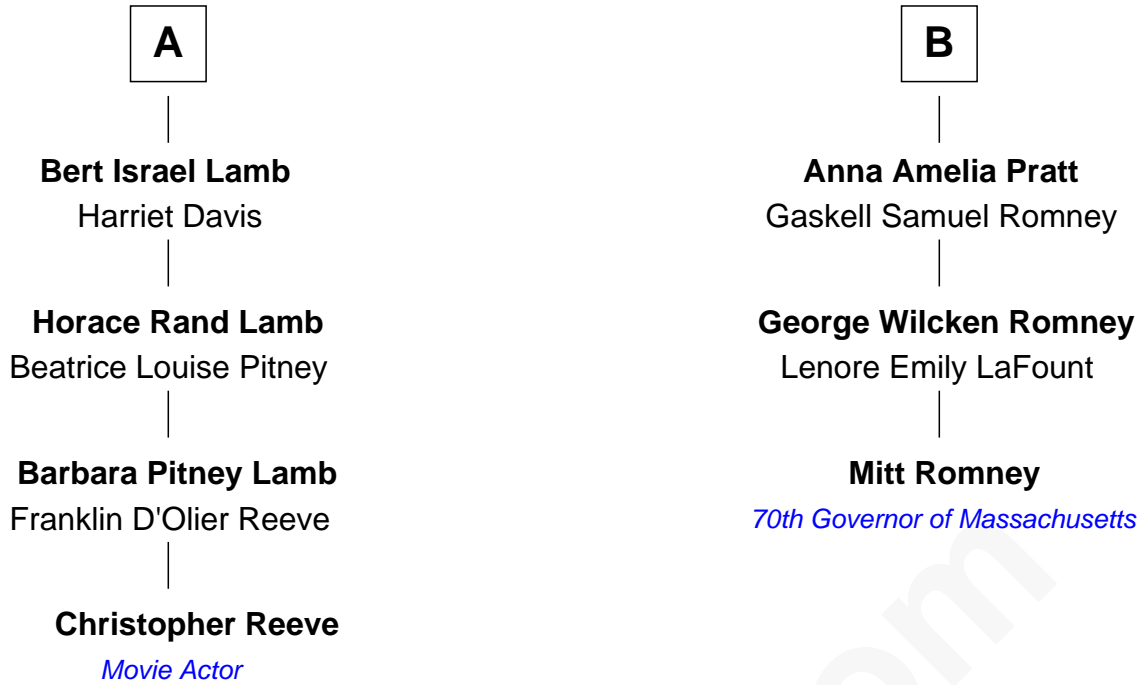 A
Bert Israel Lamb
Harriet Davis
Horace Rand Lamb
Beatrice Louise Pitney
Barbara Pitney Lamb
Franklin D'Olier Reeve
Christopher Reeve
Movie Actor
B
Anna Amelia Pratt
Gaskell Samuel Romney
George Wilcken Romney
Lenore Emily LaFount
Mitt Romney
70th Governor of Massachusetts
om